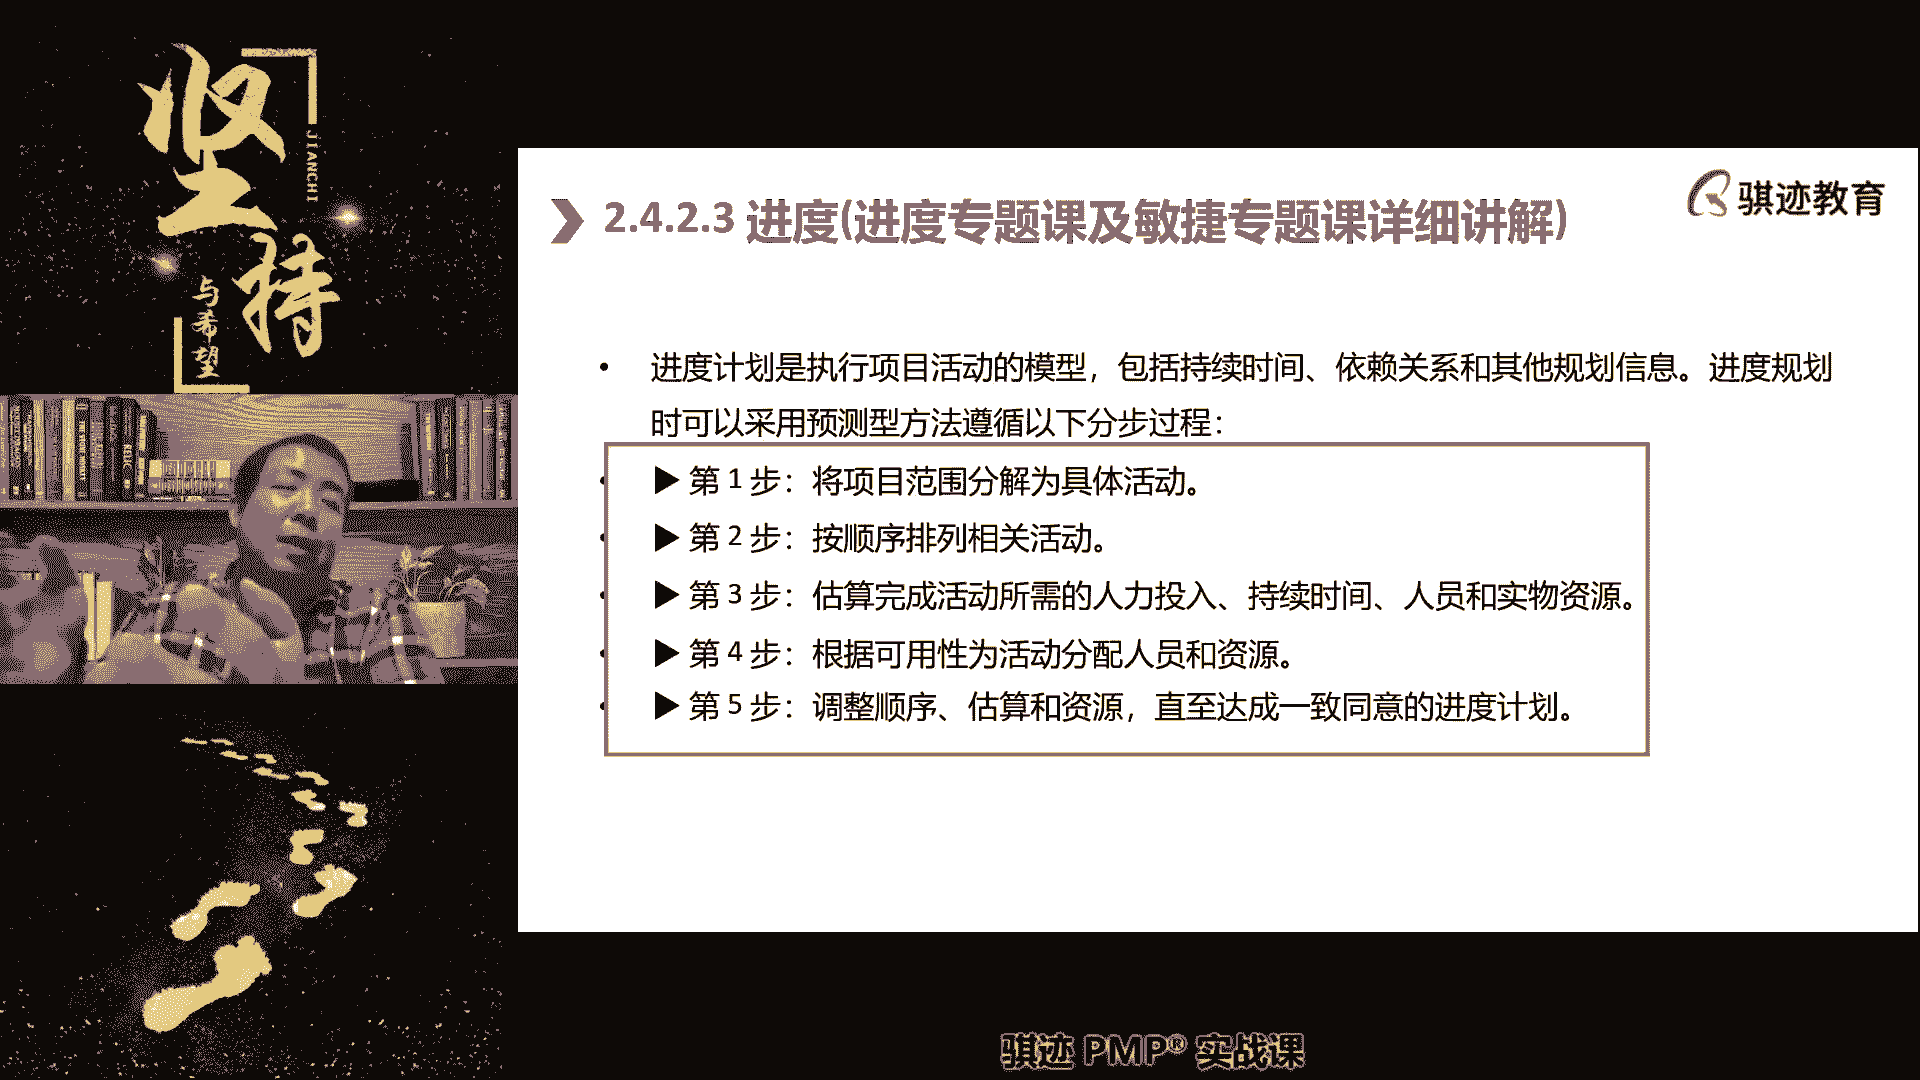 坚持
JIANCHI
与希望
骐迹教育
2.4.2.3 进度(进度专题课及敏捷专题课详细讲解)
• 进度计划是执行项目活动的模型，包括持续时间、依赖关系和其他规划信息。进度规划
时可以采用预测型方法遵循以下分步过程：
▶ 第 1 步：将项目范围分解为具体活动。
▶ 第 2 步：按顺序排列相关活动。
▶ 第 3 步：估算完成活动所需的人力投入、持续时间、人员和实物资源。
▶ 第 4 步：根据可用性为活动分配人员和资源。
▶ 第 5 步：调整顺序、估算和资源，直至达成一致同意的进度计划。
骐迹 PMP® 实战课